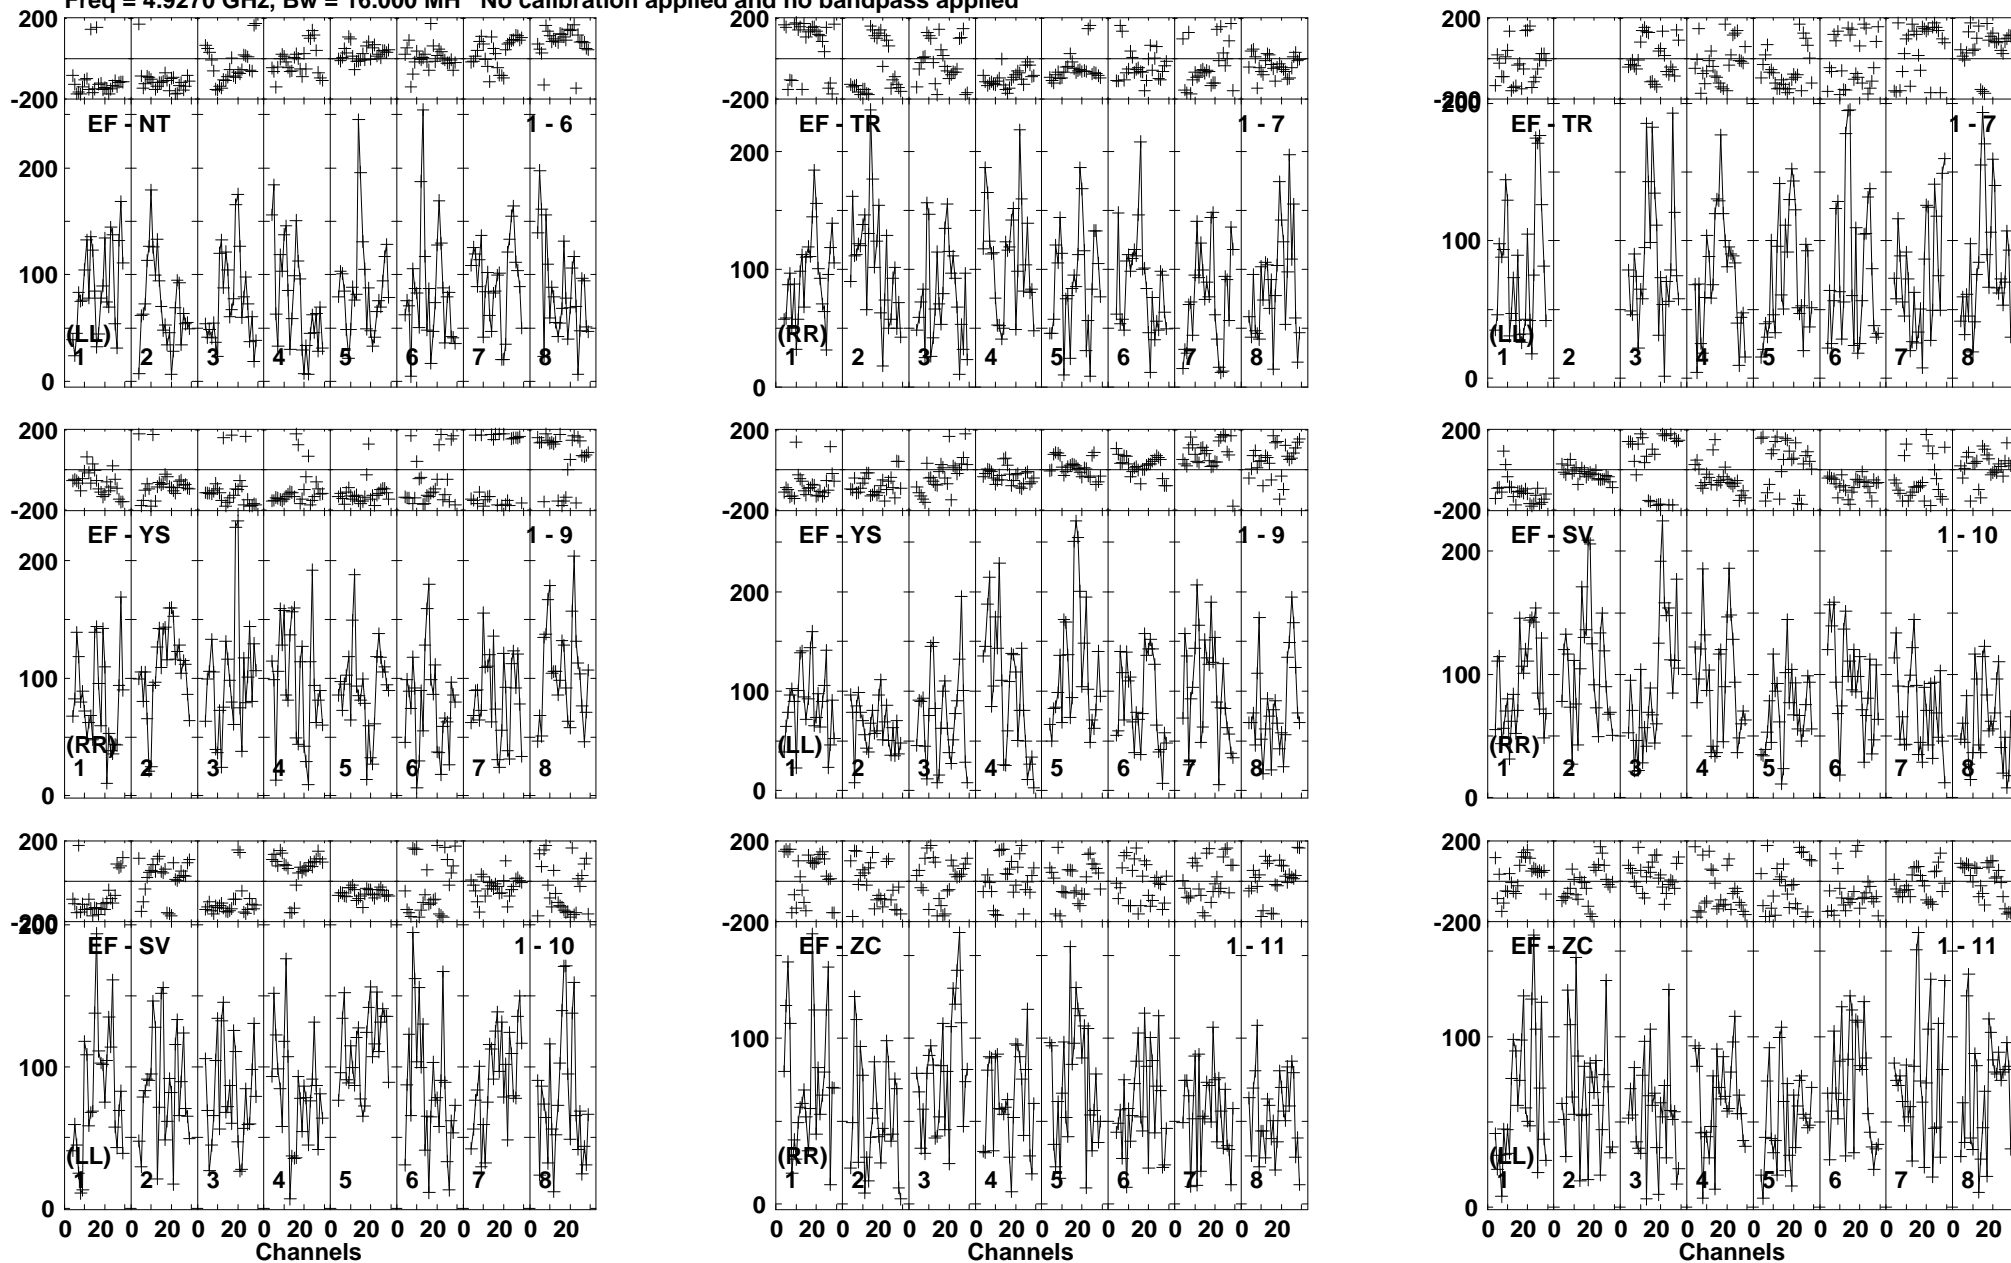 Freq = 4.9270 GHz, Bw = 16.000 MH No calibration applied and no bandpass applied
200 200 200
-200 -200 -200
200
EF - NT 1 - 6 EF - TR 1 - 7 EF - TR 1 - 7
200 200
100 100 100
(LL) (RR) (LL)
1 2 3 4 5 6 7 8 1 2 3 4 5 6 7 8 1 2 3 4 5 6 7 8
0 0 0
200 200 200
-200 -200 -200
EF - YS 1 - 9 EF - YS 1 - 9 EF - SV 1 - 10
200 200 200
100 100 100
(RR) (LL) (RR)
1 2 3 4 5 6 7 8 1 2 3 4 5 6 7 8 1 2 3 4 5 6 7 8
0 0 0
200 200 200
-200 -200 -200
200
EF - SV 1 - 10 EF - ZC 1 - 11 EF - ZC 1 - 11
100 100 100
(LL) (RR) (LL)
1 2 3 4 5 6 7 8 1 2 3 4 5 6 7 8 1 2 3 4 5 6 7 8
0 0 0
0 20 0 20 0 20 0 20 0 20 0 20 0 20 0 20 0 20 0 20 0 20 0 20 0 20 0 20 0 20 0 20 0 20 0 20 0 20 0 20 0 20 0 20 0 20 0 20
Channels Channels Channels